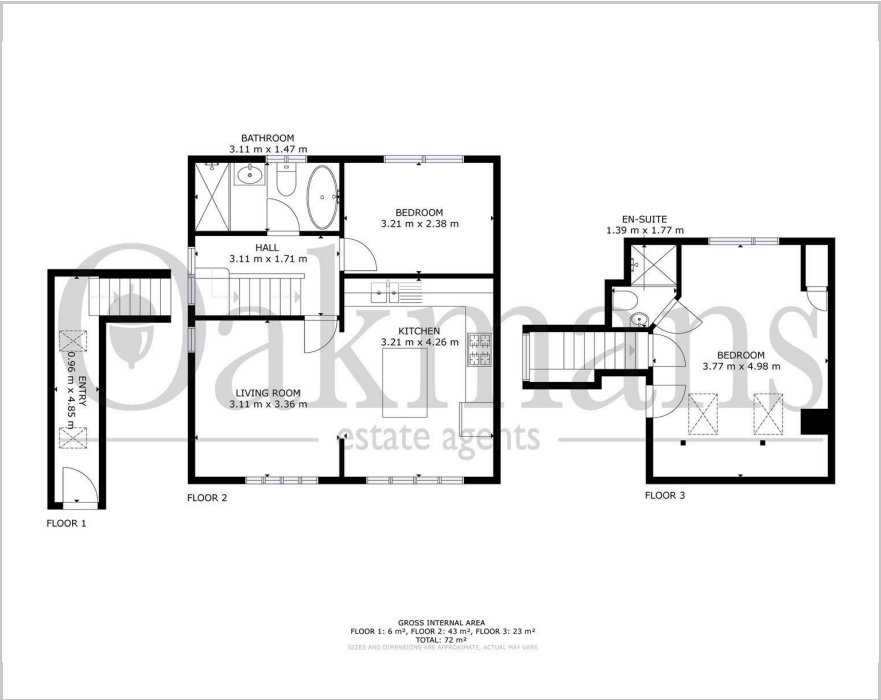 BATHROOM
3.11 m x 1.47 m
BEDROOM
3.21 m x 2.38 m
HALL
3.11 m x 1.71 m
KITCHEN
3.21 m x 4.26 m
LIVING ROOM
3.11 m x 3.36 m
ENTRY
0.96 m x 4.85 m
EN-SUITE
1.39 m x 1.77 m
BEDROOM
3.77 m x 4.98 m
Oakmans
estate agents
FLOOR 1
FLOOR 2
FLOOR 3
GROSS INTERNAL AREA
FLOOR 1: 6 m², FLOOR 2: 43 m², FLOOR 3: 23 m²
TOTAL: 72 m²
SIZES AND DIMENSIONS ARE APPROXIMATE, ACTUAL MAY VARY.